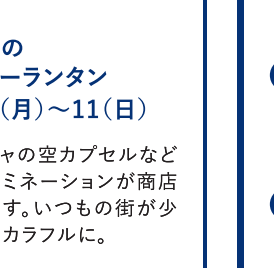 の
ーランタン
（月）〜11（日）
ャの空カプセルなど
ミネーションが商店
す。いつもの街が少
カラフルに。